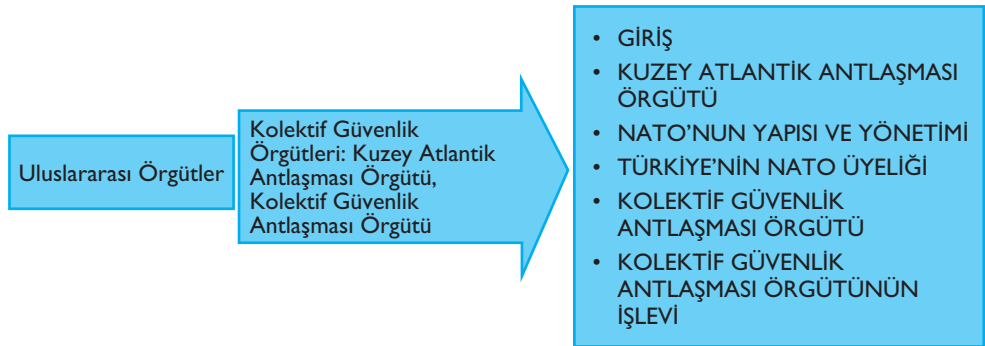 Uluslararası Örgütler
Kolektif Güvenlik
Örgütleri: Kuzey Atlantik
Antlaşması Örgütü,
Kolektif Güvenlik
Antlaşması Örgütü
• GİRİŞ
• KUZEY ATLANTİK ANTLAŞMASI
ÖRGÜTÜ
• NATO’NUN YAPISI VE YÖNETİMİ
• TÜRKİYE’NİN NATO ÜYELİĞİ
• KOLEKTİF GÜVENLİK
ANTLAŞMASI ÖRGÜTÜ
• KOLEKTİF GÜVENLİK
ANTLAŞMASI ÖRGÜTÜNÜN
İŞLEVİ